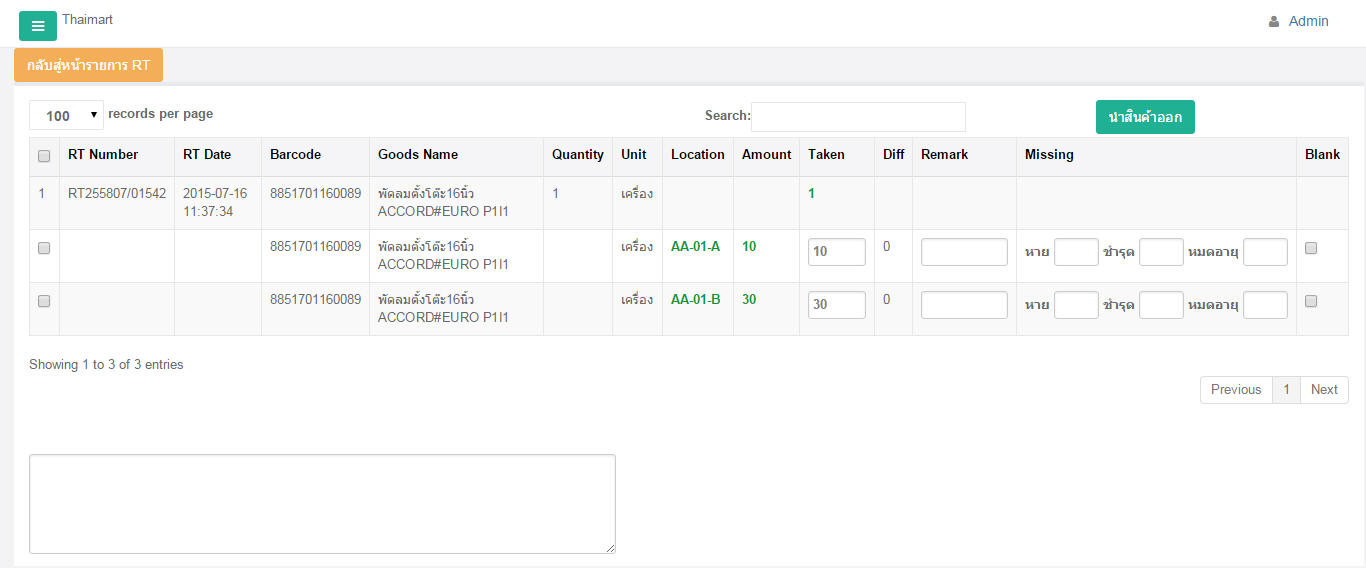 Thaimart
Admin
กลับสู่หน้ารายการ RT
100 records per page
Search:
นำสินค้าออก
RT Number RT Date Barcode Goods Name Quantity Unit Location Amount Taken Diff Remark Missing Blank
1 RT255807/01542 2015-07-16 11:37:34 8851701160089 พัดลมตั้งโต๊ะ16นิ้ว ACCORD#EURO P1I1 1 เครื่อง 1
8851701160089 พัดลมตั้งโต๊ะ16นิ้ว ACCORD#EURO P1I1 เครื่อง AA-01-A 10 10 0 หาย ชำรุด หมดอายุ
8851701160089 พัดลมตั้งโต๊ะ16นิ้ว ACCORD#EURO P1I1 เครื่อง AA-01-B 30 30 0 หาย ชำรุด หมดอายุ
Showing 1 to 3 of 3 entries
Previous 1 Next